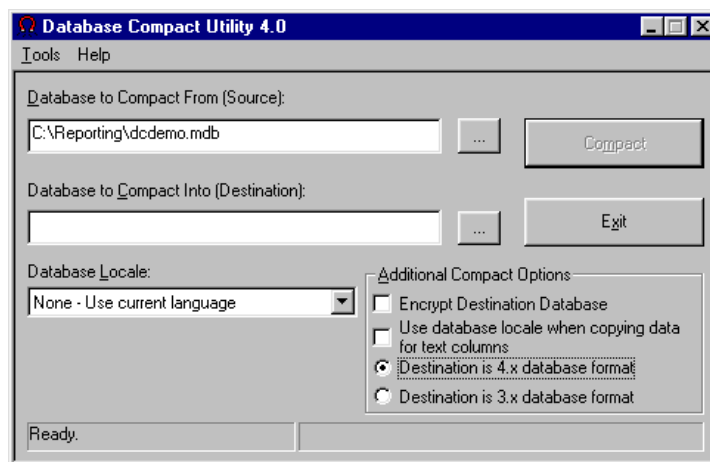 Database Compact Utility 4.0
Tools Help
Database to Compact From (Source):
C:\Reporting\dcdemo.mdb
...
Compact
Database to Compact Into (Destination):
...
Exit
Database Locale:
None - Use current language
Additional Compact Options
Encrypt Destination Database
Use database locale when copying data
for text columns
Destination is 4.x database format
Destination is 3.x database format
Ready.